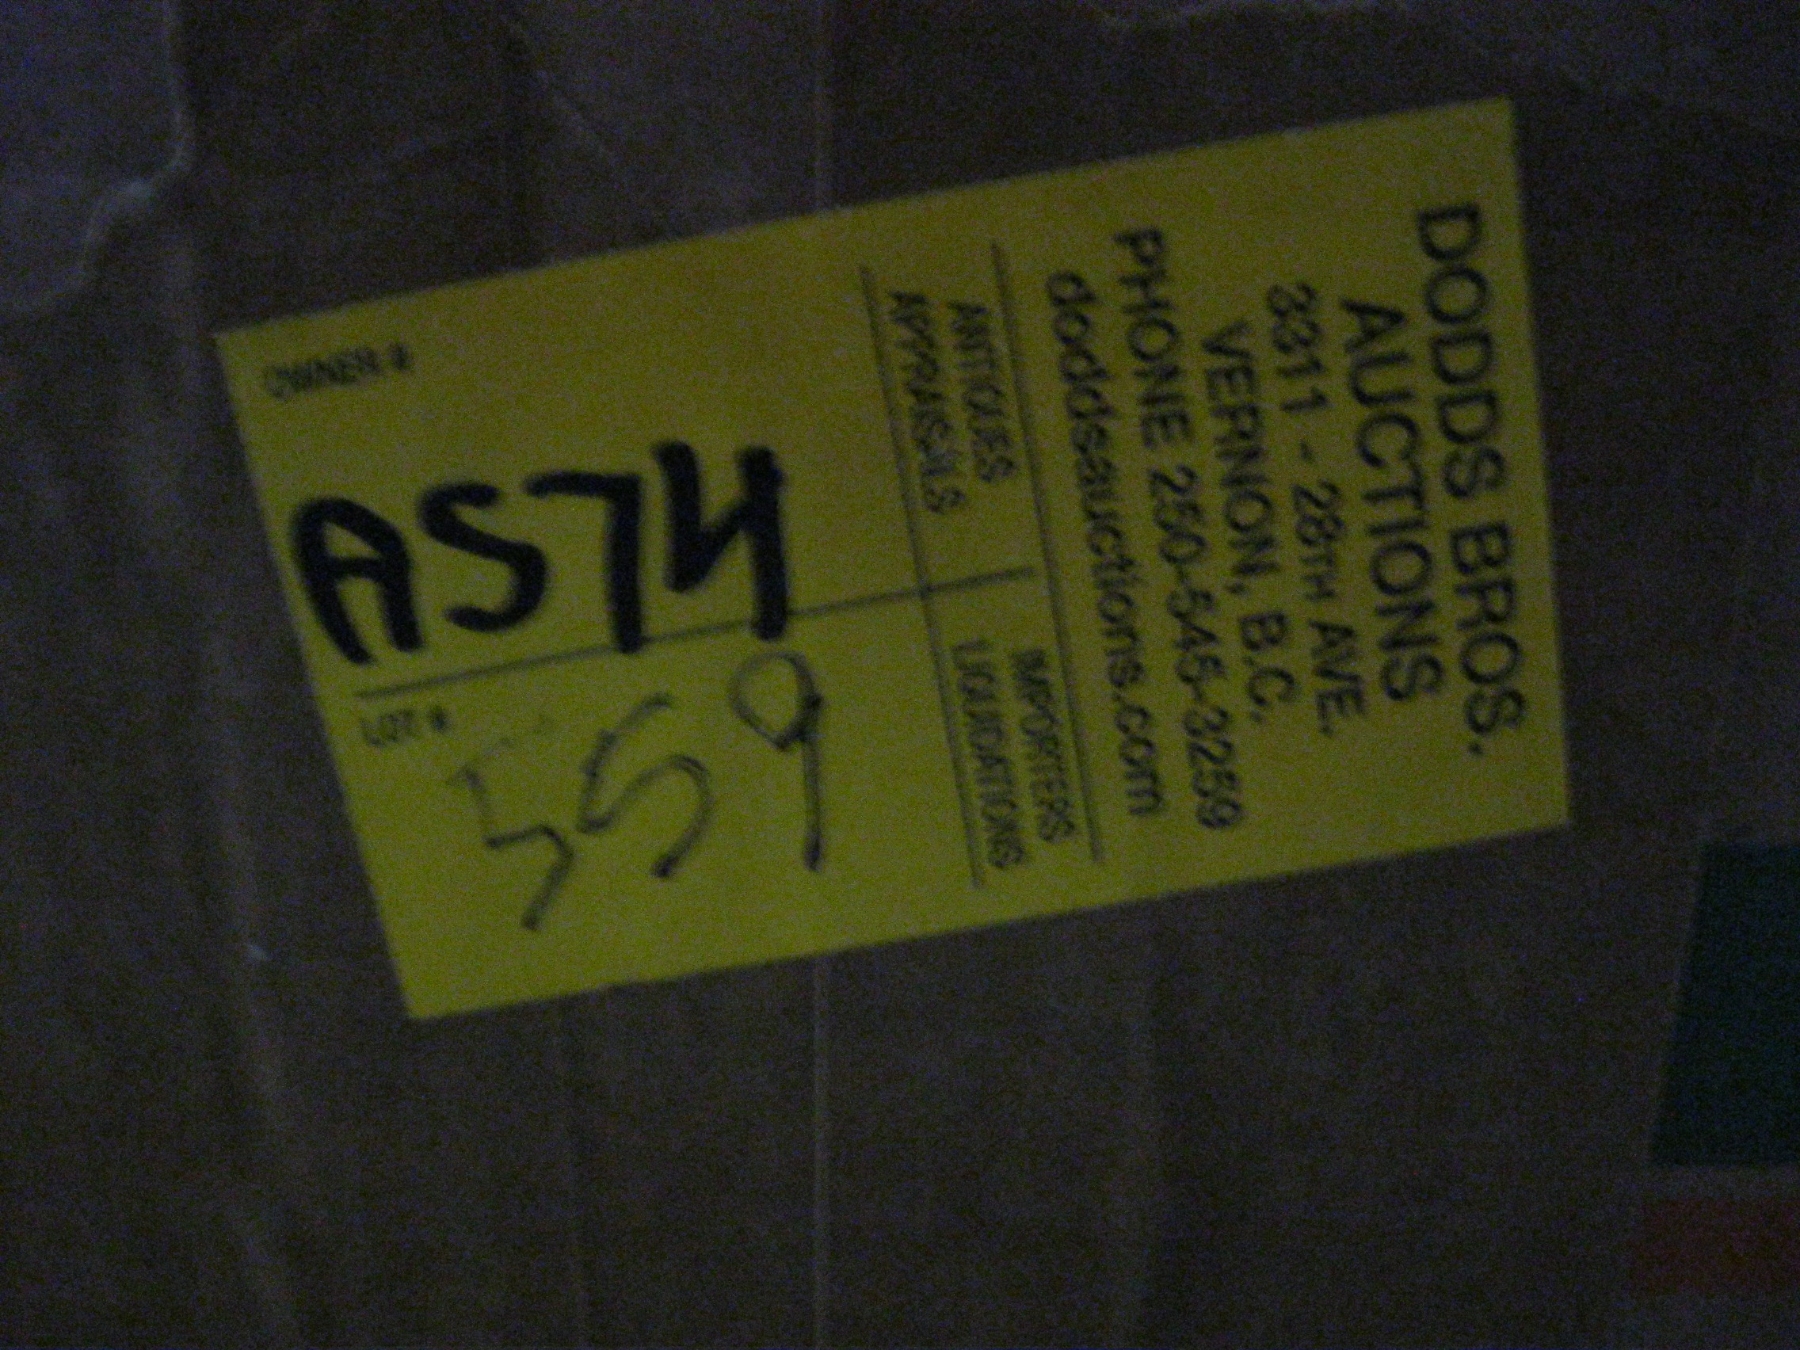 DODDS BROS.
AUCTIONS
3311 - 28TH AVE.
VERNON, B.C.
PHONE 250-545-3259
doddsauctions.com
ANTIQUES
APPRAISALS
IMPORTERS
LIQUIDATIONS
OWNER #
A574
LOT #
559